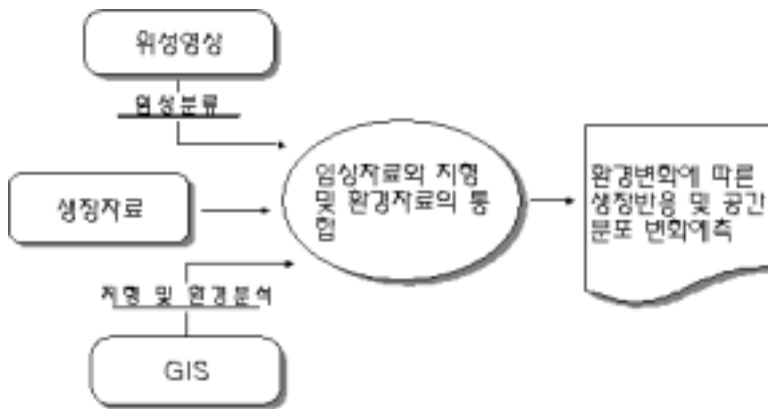 위성영상
임상분류
생장자료
지형 및 환경분석
GIS
임상자료와 지형
및 환경자료의 통
합
환경변화에 따른
생장반응 및 공간
분포 변화예측